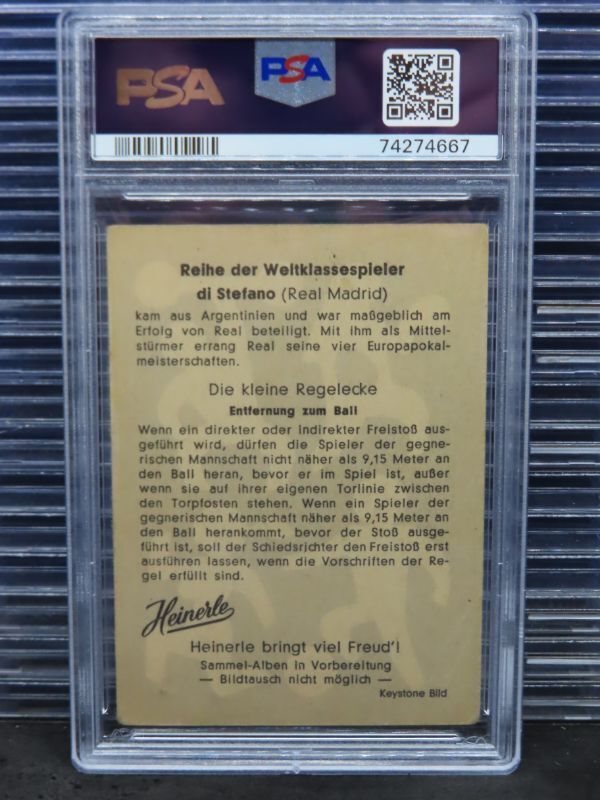 PSA
PSA
74274667
Reihe der Weltklassespieler
di Stefano (Real Madrid)
kam aus Argentinien und war maßgeblich am
Erfolg von Real beteiligt. Mit ihm als Mittel-
stürmer errang Real seine vier Europapokal-
meisterschaften.
Die kleine Regelecke
Entfernung zum Ball
Wenn ein direkter oder indirekter Freistoß aus-
geführt wird, dürfen die Spieler der gegne-
rischen Mannschaft nicht näher als 9,15 Meter an
den Ball heran, bevor er im Spiel ist, außer
wenn sie auf ihrer eigenen Torlinie zwischen
den Torpfosten stehen. Wenn ein Spieler der
gegnerischen Mannschaft näher als 9,15 Meter an
den Ball herankommt, bevor der Stoß ausge-
führt ist, soll der Schiedsrichter den Freistoß erst
ausführen lassen, wenn die Vorschriften der Re-
gel erfüllt sind.
Heinerle
Heinerle bringt viel Freud'!
Sammel-Alben in Vorbereitung
— Bildtausch nicht möglich —
Keystone Bild